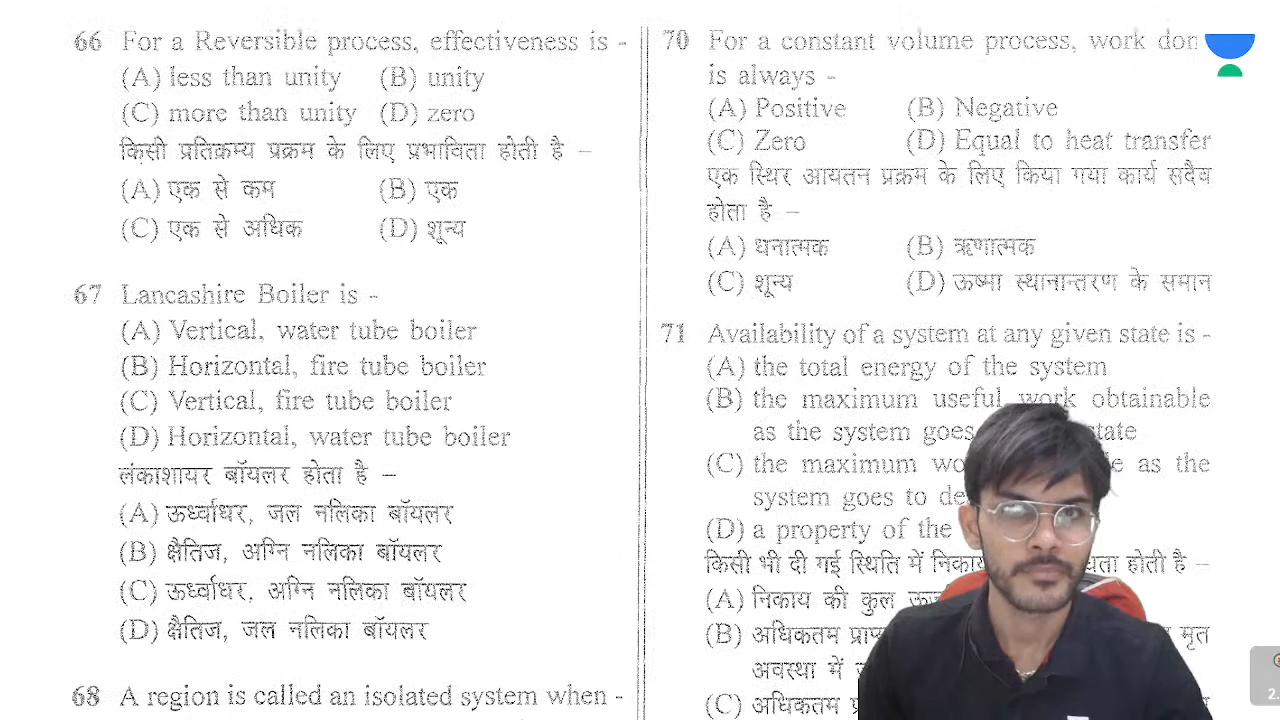 66 For a Reversible process, effectiveness is -
(A) less than unity (B) unity
(C) more than unity (D) zero
किसी प्रतिक्रम्य प्रक्रम के लिए प्रभाविता होती है –
(A) एक से कम (B) एक
(C) एक से अधिक (D) शून्य
67 Lancashire Boiler is -
(A) Vertical, water tube boiler
(B) Horizontal, fire tube boiler
(C) Vertical, fire tube boiler
(D) Horizontal, water tube boiler
लंकाशायर बॉयलर होता है –
(A) ऊर्ध्वाधर, जल नलिका बॉयलर
(B) क्षैतिज, अग्नि नलिका बॉयलर
(C) ऊर्ध्वाधर, अग्नि नलिका बॉयलर
(D) क्षैतिज, जल नलिका बॉयलर
68 A region is called an isolated system when -
70 For a constant volume process, work
is always -
(A) Positive (B) Negative
(C) Zero (D) Equal to heat transfer
एक स्थिर आयतन प्रक्रम के लिए किया गया कार्य सदैव
होता है –
(A) धनात्मक (B) ऋणात्मक
(C) शून्य (D) ऊष्मा स्थानान्तरण के समान
71 Availability of a system at any given state is -
(A) the total energy of the system
(B) the maximum useful work obtainable
as the system goes
(C) the maximum as the
system goes to
(D) a property of the
किसी भी दी गई स्थिति में होती है –
(A) निकाय की कुल
(B) अधिकतम मृत
अवस्था में
(C) अधिकतम